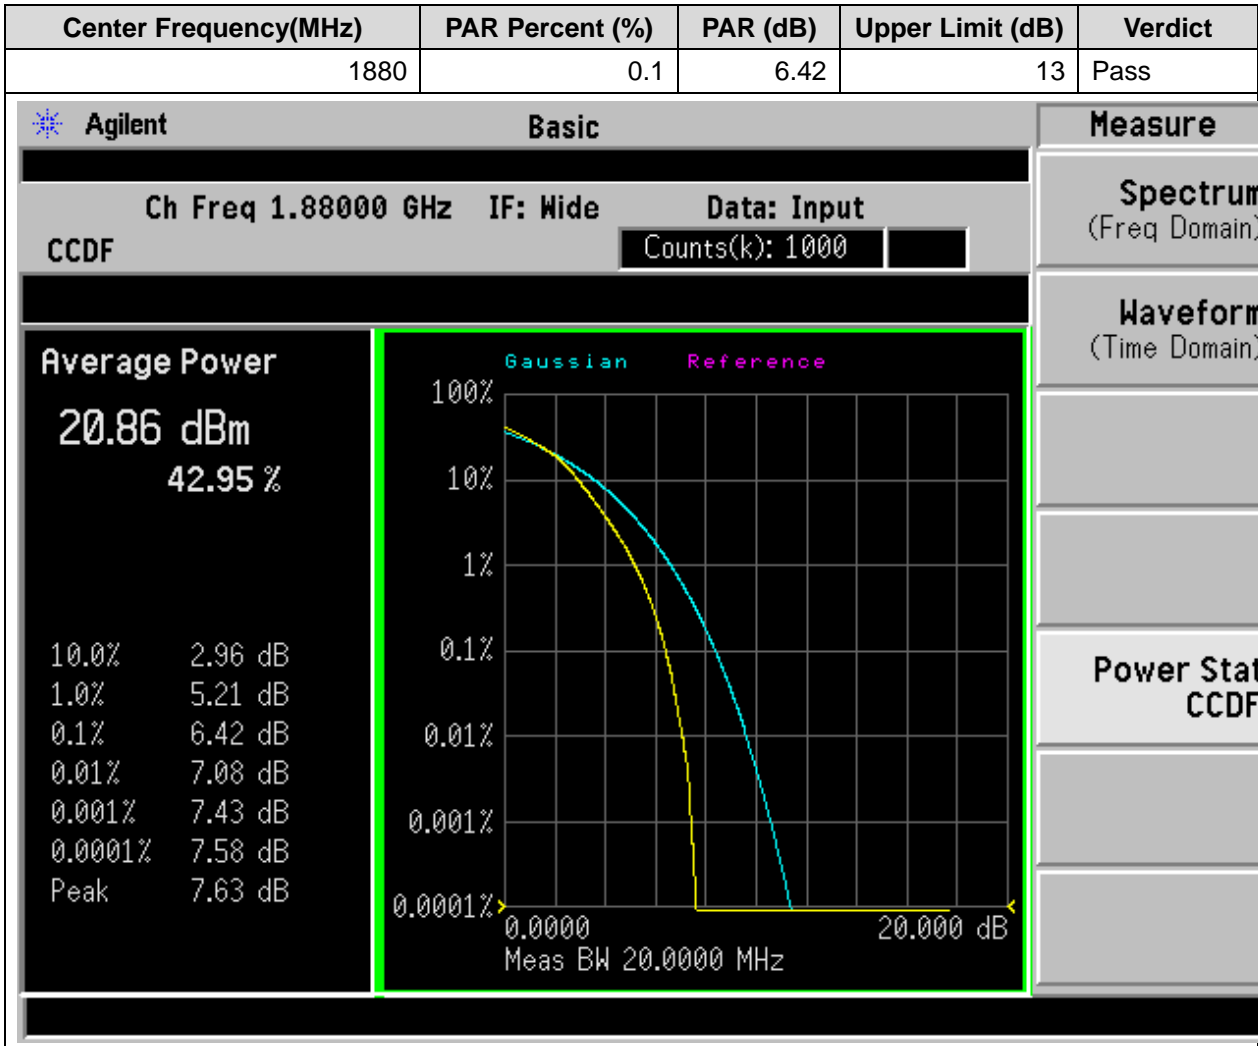 Center Frequency(MHz) PAR Percent (%) PAR (dB) Upper Limit (dB) Verdict
1880 0.1 6.42 13 Pass
Agilent Basic Measure
Ch Freq 1.88000 GHz IF: Wide Data: Input
CCDF Counts(k): 1000
Spectrum
(Freq Domain)
Waveform
(Time Domain)
Power Stat
CCDF
Average Power
20.86 dBm
42.95 %
10.0% 2.96 dB
1.0% 5.21 dB
0.1% 6.42 dB
0.01% 7.08 dB
0.001% 7.43 dB
0.0001% 7.58 dB
Peak 7.63 dB
Gaussian Reference
100%
10%
1%
0.1%
0.01%
0.001%
0.0001%
0.0000 20.000 dB
Meas BW 20.0000 MHz